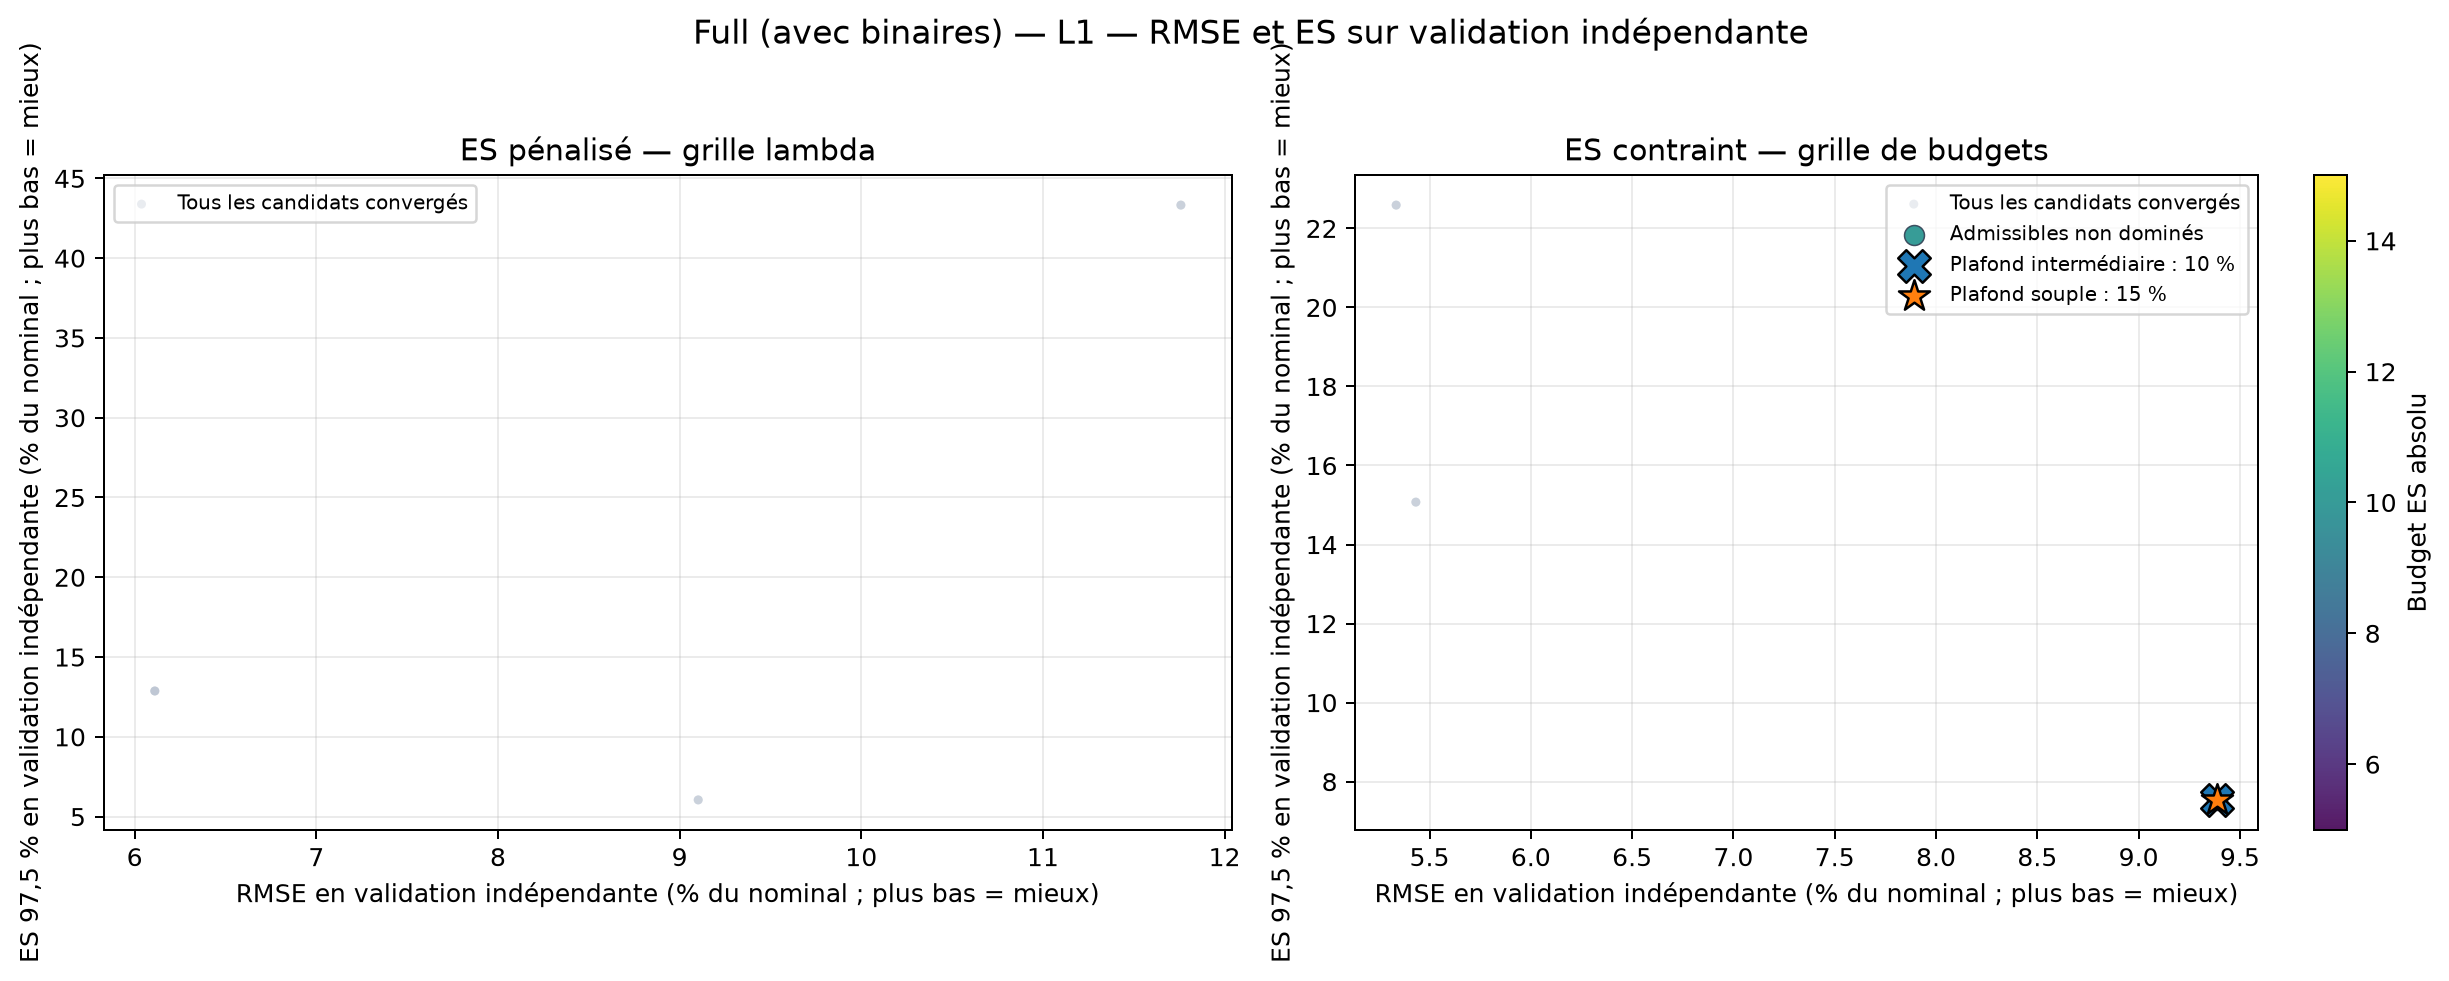 Full (avec binaires) — L1 — RMSE et ES sur validation indépendante
ES pénalisé — grille lambda
ES 97,5 % en validation indépendante (% du nominal ; plus bas = mieux)
45
40
35
30
25
20
15
10
5
Tous les candidats convergés
6
7
8
9
10
11
12
RMSE en validation indépendante (% du nominal ; plus bas = mieux)
ES contraint — grille de budgets
ES 97,5 % en validation indépendante (% du nominal ; plus bas = mieux)
22
20
18
16
14
12
10
8
Tous les candidats convergés
Admissibles non dominés
Plafond intermédiaire : 10 %
Plafond souple : 15 %
5.5
6.0
6.5
7.0
7.5
8.0
8.5
9.0
9.5
RMSE en validation indépendante (% du nominal ; plus bas = mieux)
14
12
10
8
6
Budget ES absolu